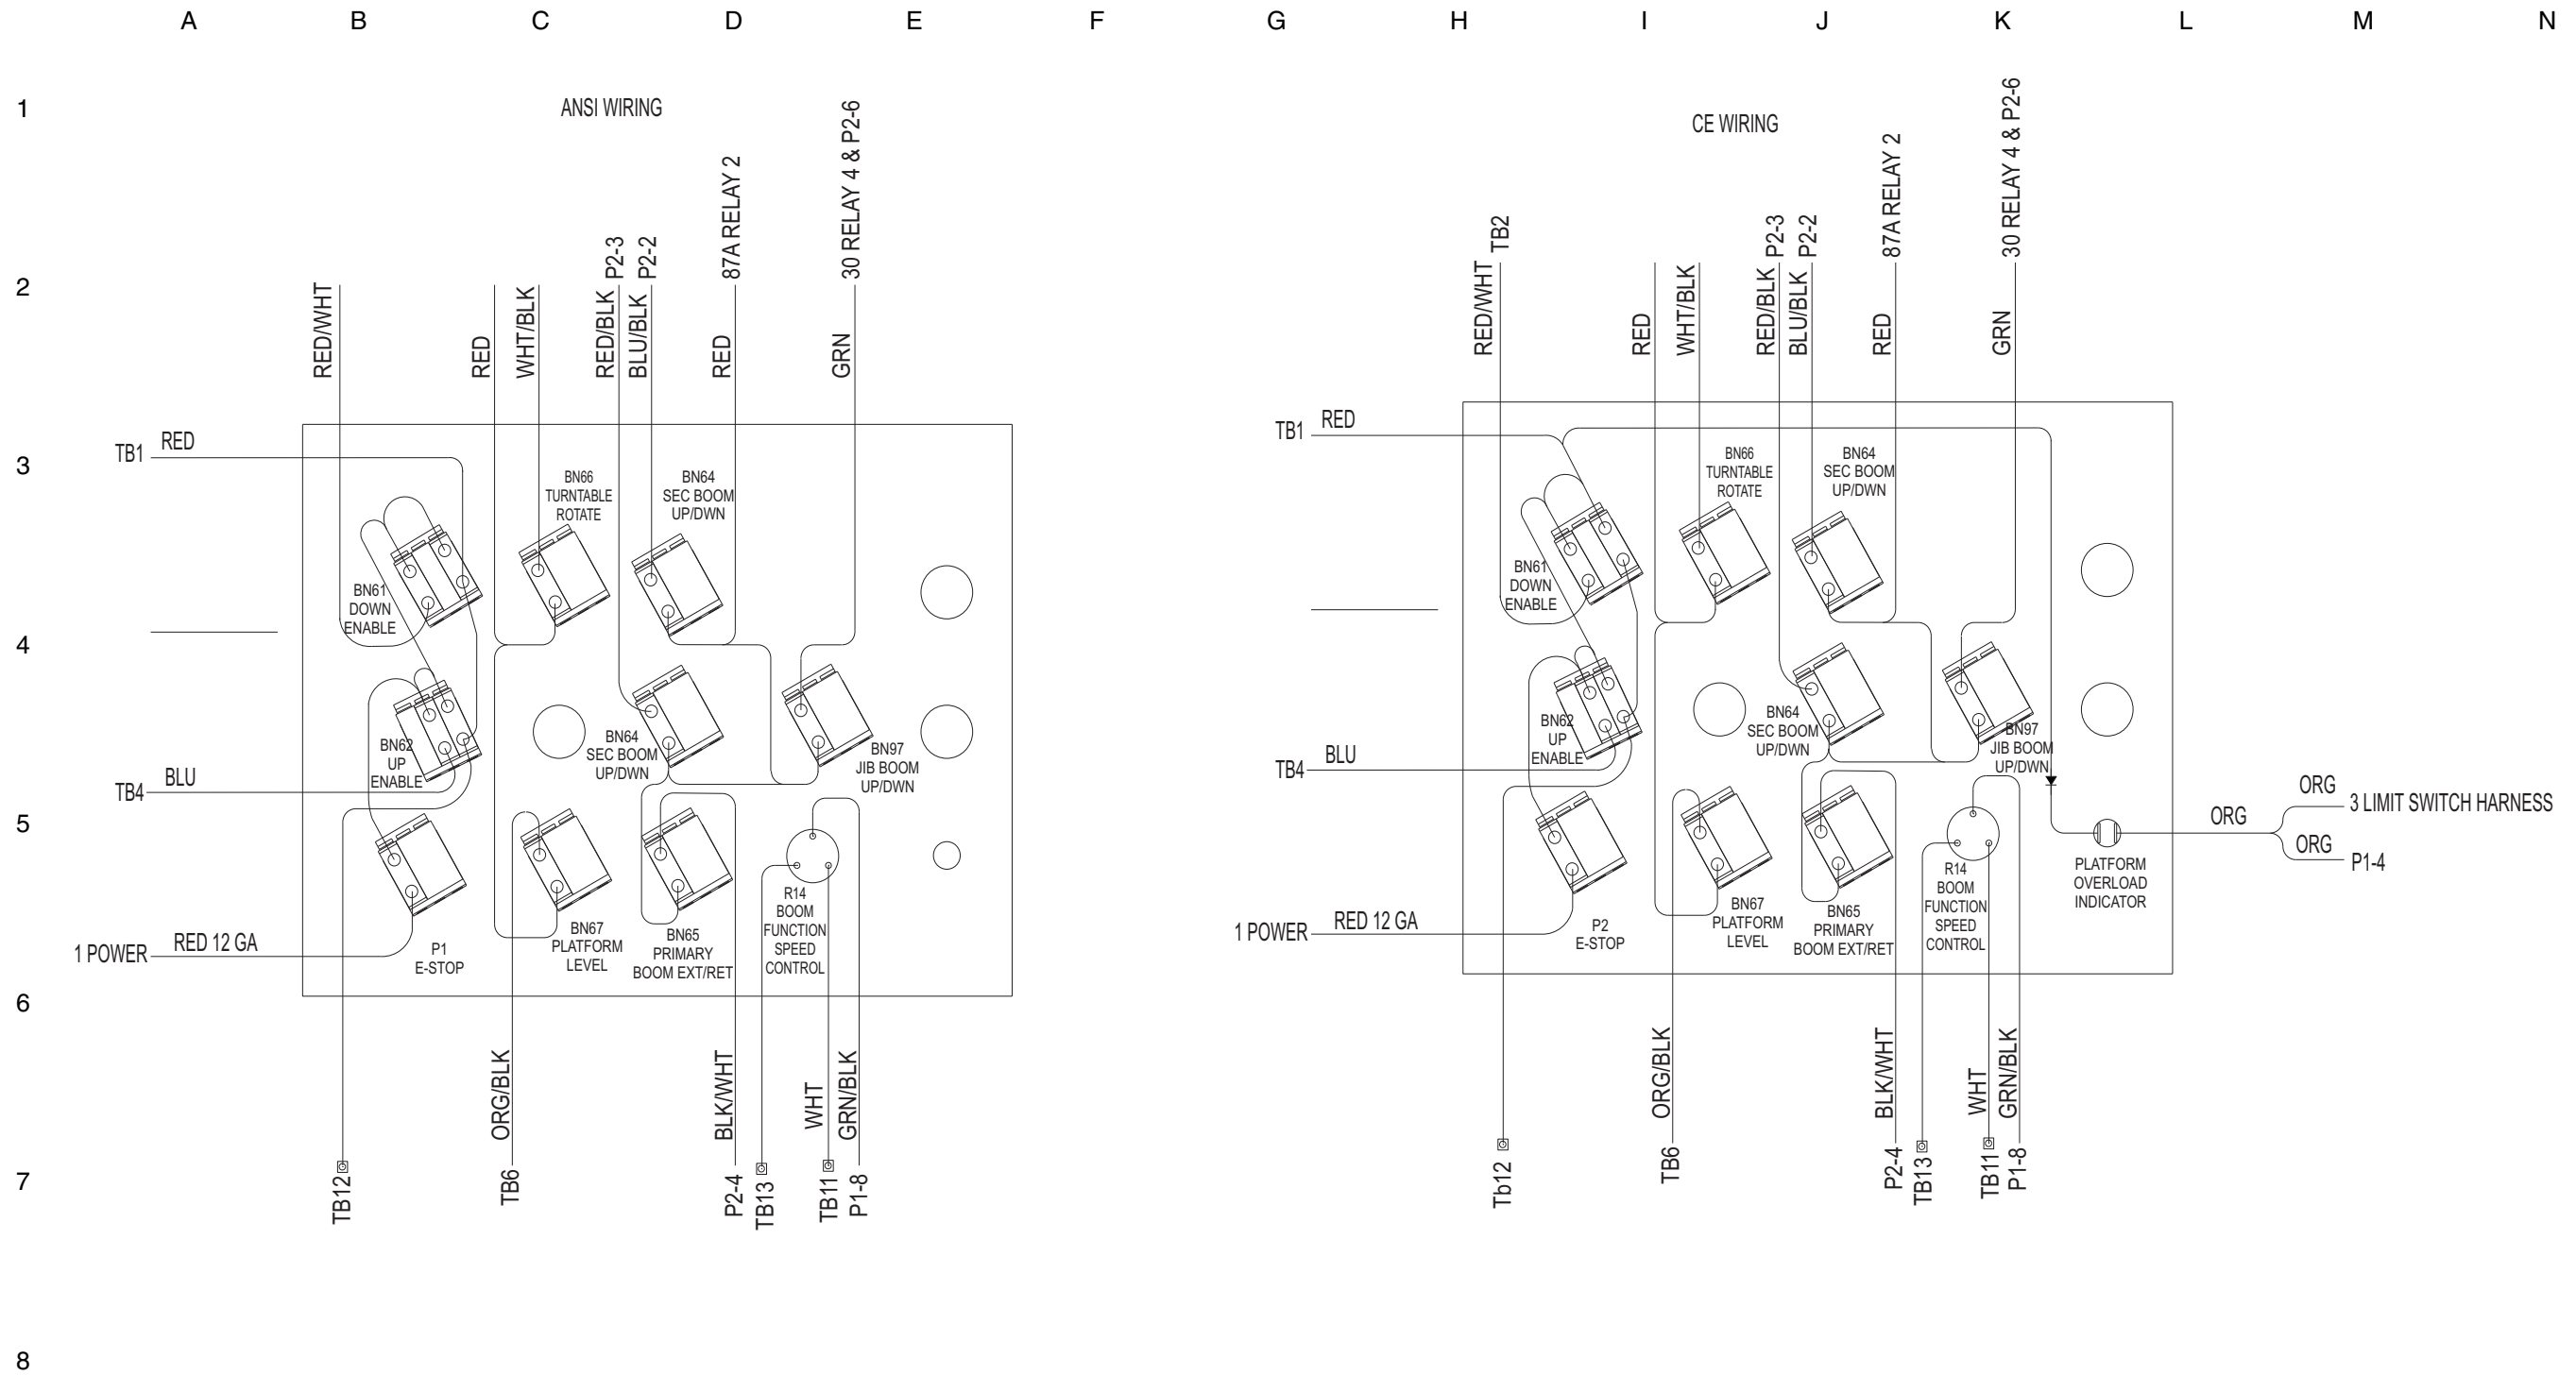 A B C D E F G H I J K L M N
1
2
3
4
5
6
7
8
ANSI WIRING
RED/WHT
RED
WHT/BLK
RED/BLK
P2-3
BLU/BLK
P2-2
RED
87A RELAY 2
GRN
30 RELAY 4 & P2-6
TB1
RED
BN66
TURNTABLE
ROTATE
BN64
SEC BOOM
UP/DWN
BN61
DOWN
ENABLE
BN62
UP
ENABLE
BN64
SEC BOOM
UP/DWN
BN97
JIB BOOM
UP/DWN
TB4
BLU
1 POWER
RED 12 GA
P1
E-STOP
BN67
PLATFORM
LEVEL
BN65
PRIMARY
BOOM EXT/RET
R14
BOOM
FUNCTION
SPEED
CONTROL
TB12
ORG/BLK
TB6
BLK/WHT
P2-4
TB13
WHT
TB11
GRN/BLK
P1-8
CE WIRING
RED/WHT
TB2
RED
WHT/BLK
RED/BLK
P2-3
BLU/BLK
P2-2
RED
87A RELAY 2
GRN
30 RELAY 4 & P2-6
TB1
RED
BN66
TURNTABLE
ROTATE
BN64
SEC BOOM
UP/DWN
BN61
DOWN
ENABLE
BN62
UP
ENABLE
BN64
SEC BOOM
UP/DWN
BN97
JIB BOOM
UP/DWN
TB4
BLU
1 POWER
RED 12 GA
P2
E-STOP
BN67
PLATFORM
LEVEL
BN65
PRIMARY
BOOM EXT/RET
R14
BOOM
FUNCTION
SPEED
CONTROL
PLATFORM
OVERLOAD
INDICATOR
ORG
ORG
3 LIMIT SWITCH HARNESS
ORG
P1-4
Tb12
ORG/BLK
TB6
BLK/WHT
P2-4
TB13
WHT
TB11
GRN/BLK
P1-8